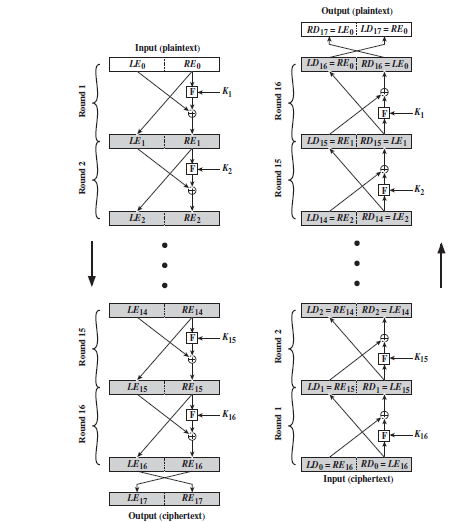 Input (plaintext)
LE0 RE0
F K1
Round 1
LE1 RE1
F K2
Round 2
LE2 RE2
LE14 RE14
F K15
Round 15
LE15 RE15
F K16
Round 16
LE16 RE16
LE17 RE17
Output (ciphertext)
Output (plaintext)
RD17 = LE0 LD17 = RE0
LD16 = RE0 RD16 = LE0
Round 16
F K1
LD15 = RE1 RD15 = LE1
Round 15
F K2
LD14 = RE2 RD14 = LE2
LD2 = RE14 RD2 = LE14
Round 2
F K15
LD1 = RE15 RD1 = LE15
Round 1
F K16
LD0 = RE16 RD0 = LE16
Input (ciphertext)